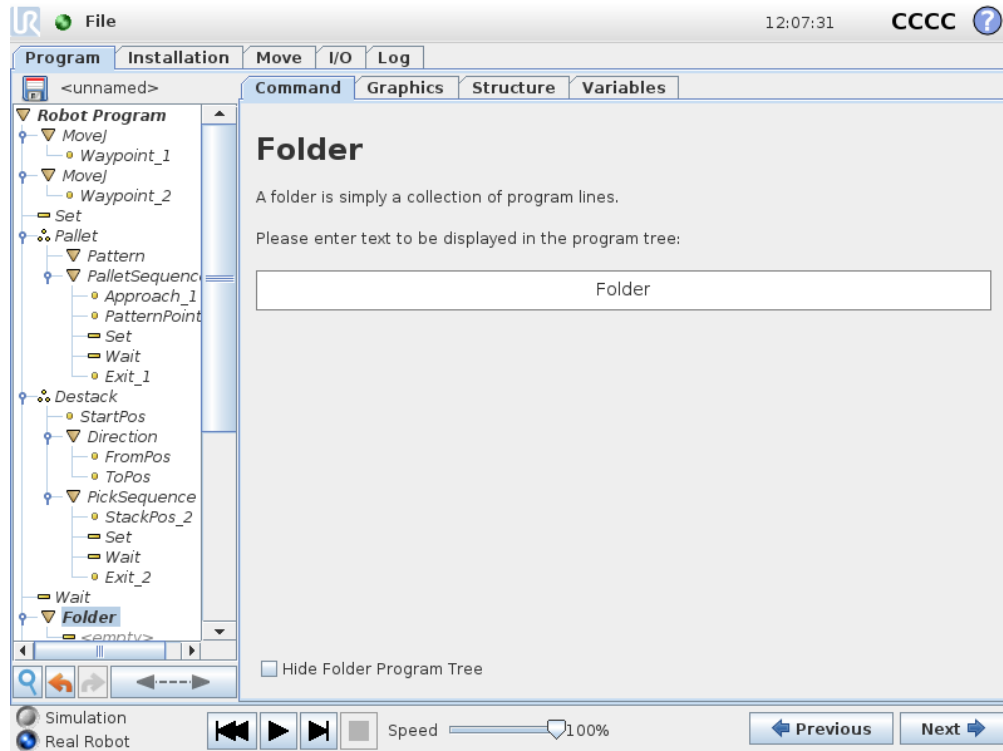 UR File 12:07:31 CCCC ?
Program Installation Move I/O Log
<unnamed>
Command Graphics Structure Variables
Robot Program
MoveJ
Waypoint_1
MoveJ
Waypoint_2
Set
Pallet
Pattern
PalletSequence
Approach_1
PatternPoint
Set
Wait
Exit_1
Destack
StartPos
Direction
FromPos
ToPos
PickSequence
StackPos_2
Set
Wait
Exit_2
Wait
Folder
<empty>
Folder
A folder is simply a collection of program lines.
Please enter text to be displayed in the program tree:
Folder
Hide Folder Program Tree
Simulation
Real Robot
Speed 100%
Previous Next